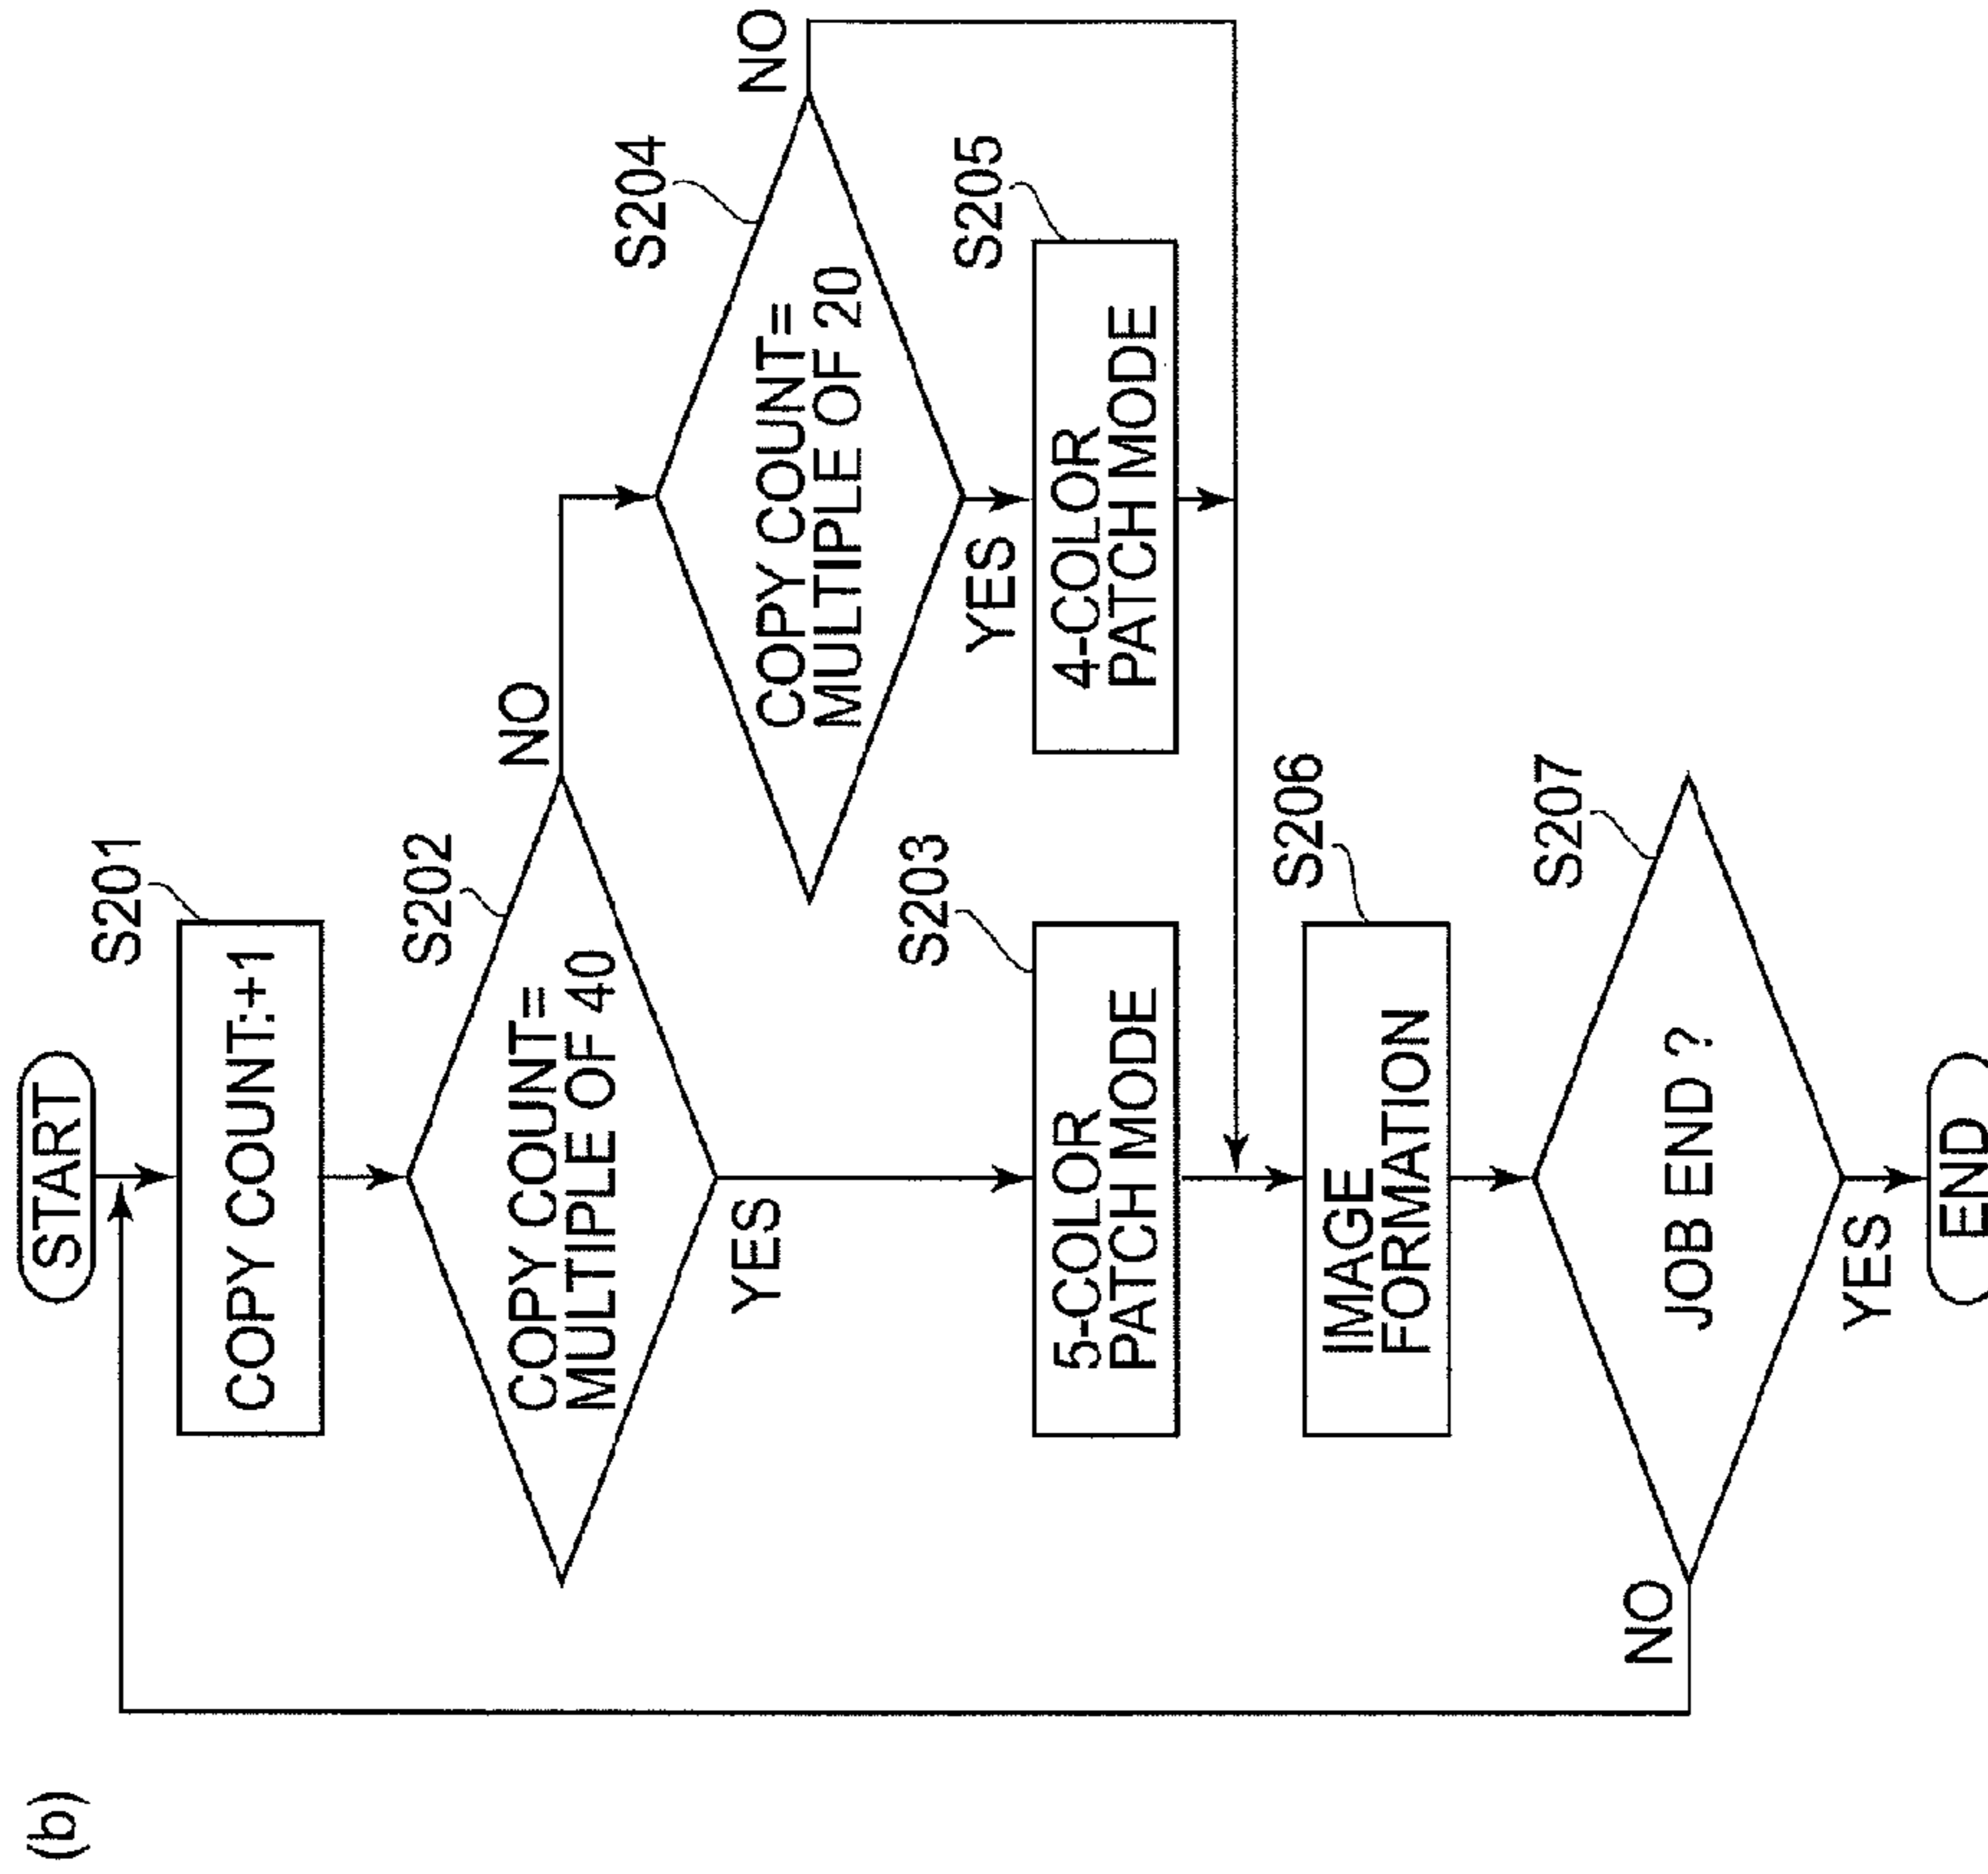 (b)
START
S201
COPY COUNT:+1
S202
COPY COUNT=
MULTIPLE OF 40
NO
YES
S204
COPY COUNT=
MULTIPLE OF 20
NO
YES
S203
5-COLOR
PATCH MODE
S205
4-COLOR
PATCH MODE
S206
IMAGE
FORMATION
S207
JOB END ?
NO
YES
END